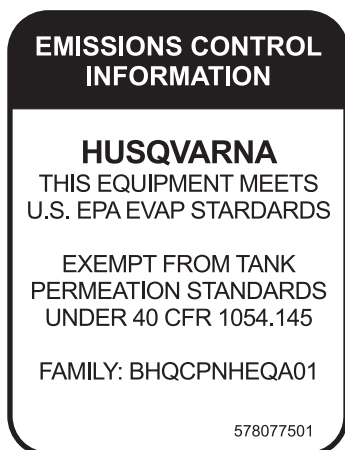 EMISSIONS CONTROL
INFORMATION
HUSQVARNA
THIS EQUIPMENT MEETS
U.S. EPA EVAP STARDARDS
EXEMPT FROM TANK
PERMEATION STANDARDS
UNDER 40 CFR 1054.145
FAMILY: BHQCPNHEQA01
578077501